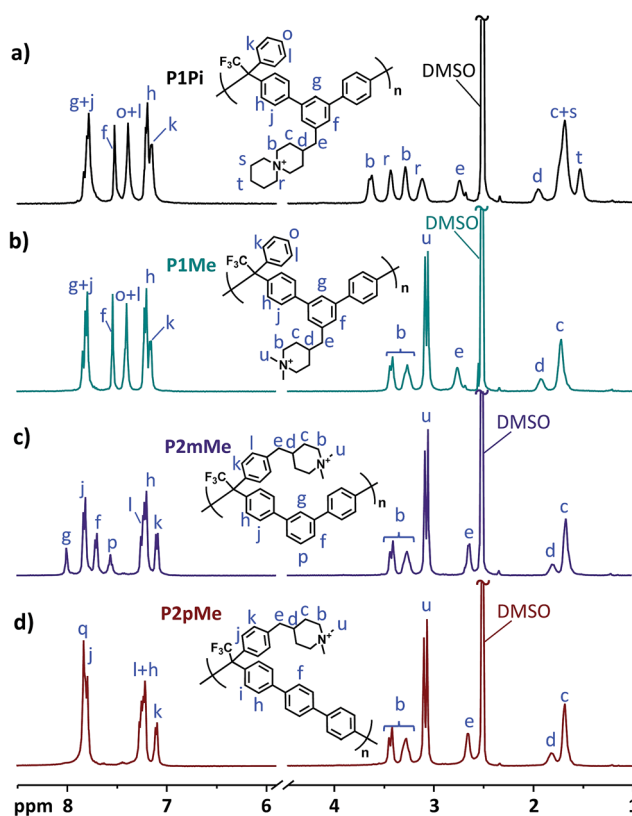 a)
P1Pi
k
o
l
F₃C
n
g
h
j
f
c
b
d
e
s
N⁺
t
r
g+j
f
o+l
h
k
b
r
b
r
e
DMSO
d
c+s
t
b)
P1Me
k
o
l
F₃C
n
g
h
j
f
c
b
d
e
u
N⁺
g+j
f
o+l
h
k
b
u
e
DMSO
d
c
c)
P2mMe
l
e
d
c
b
u
k
N⁺
F₃C
n
g
h
j
f
p
g
j
f
p
l
h
k
b
u
e
DMSO
d
c
d)
P2pMe
j
k
e
d
c
b
u
N⁺
F₃C
f
i
h
n
q
j
l+h
k
b
u
e
DMSO
d
c
ppm
8
7
6
4
3
2
1